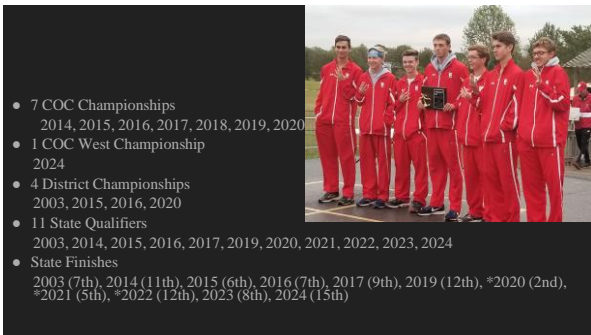 ● 7 COC Championships
2014, 2015, 2016, 2017, 2018, 2019, 2020
● 1 COC West Championship
2024
● 4 District Championships
2003, 2015, 2016, 2020
● 11 State Qualifiers
2003, 2014, 2015, 2016, 2017, 2019, 2020, 2021, 2022, 2023, 2024
● State Finishes
2003 (7th), 2014 (11th), 2015 (6th), 2016 (7th), 2017 (9th), 2019 (12th), *2020 (2nd),
*2021 (5th), *2022 (12th), 2023 (8th), 2024 (15th)